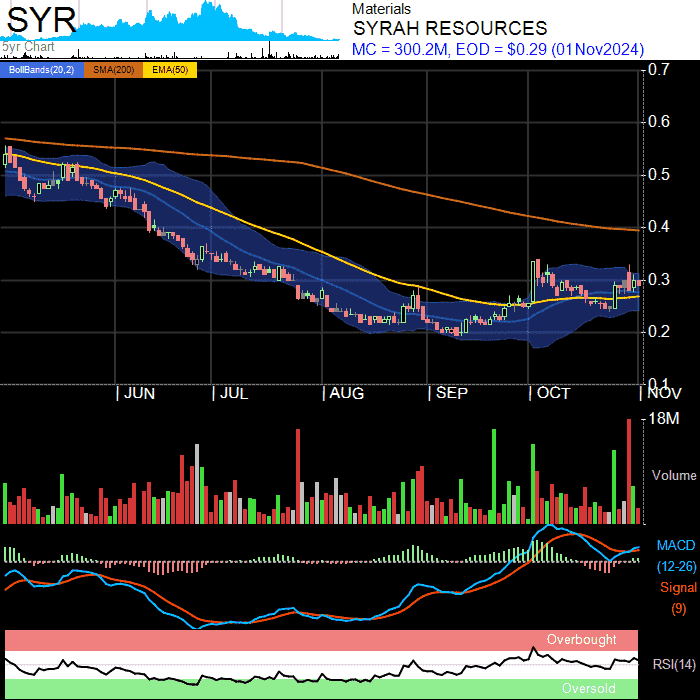 SYR
Materials
SYRAH RESOURCES
5yr Chart
MC = 300.2M, EOD = $0.29 (01Nov2024)
BollBands(20,2) SMA(200) EMA(50)
0.7
0.6
0.5
0.4
0.3
0.2
0.1
| JUN | JUL | AUG | SEP | OCT | NOV
18M
Volume
MACD
(12-26)
Signal
(9)
Overbought
RSI(14)
Oversold